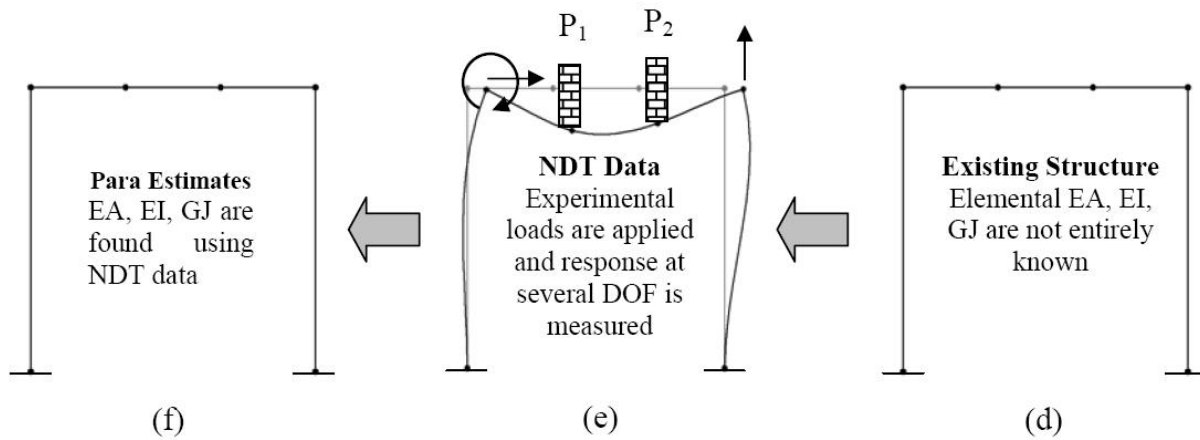 P₁
P₂
Para Estimates
EA, EI, GJ are
found using
NDT data
NDT Data
Experimental
loads are applied
and response at
several DOF is
measured
Existing Structure
Elemental EA, EI,
GJ are not entirely
known
(f)
(e)
(d)